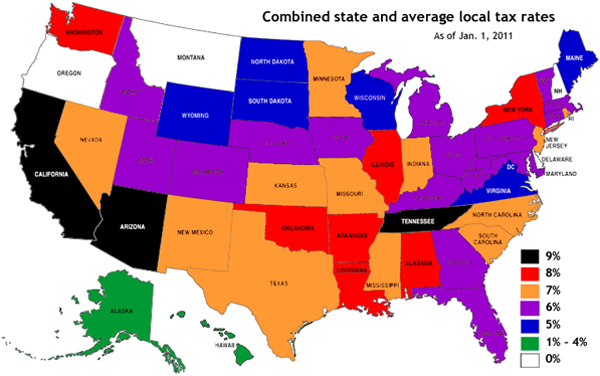 Combined state and average local tax rates
As of Jan. 1, 2011
WASHINGTON
MONTANA
NORTH DAKOTA
MINNESOTA
MAINE
OREGON
IDAHO
SOUTH DAKOTA
WISCONSIN
NH
NEW YORK
WYOMING
NEVADA
NEW JERSEY
DELAWARE
MARYLAND
DC
ILLINOIS
INDIANA
CALIFORNIA
KANSAS
MISSOURI
VIRGINIA
TENNESSEE
NORTH CAROLINA
ARIZONA
NEW MEXICO
OKLAHOMA
ARKANSAS
SOUTH CAROLINA
TEXAS
LOUISIANA
MISSISSIPPI
ALABAMA
ALASKA
HAWAII
9%
8%
7%
6%
5%
1% - 4%
0%